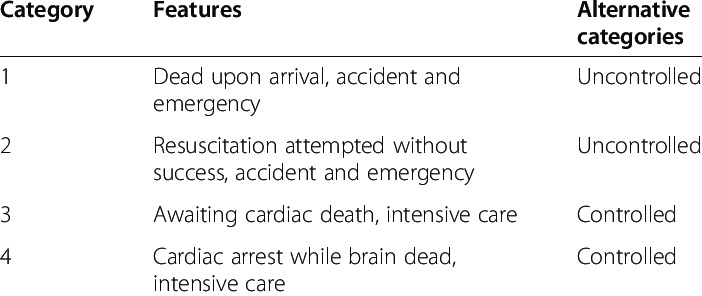 Category Features Alternative
categories
1 Dead upon arrival, accident and Uncontrolled
emergency
2 Resuscitation attempted without Uncontrolled
success, accident and emergency
3 Awaiting cardiac death, intensive care Controlled
4 Cardiac arrest while brain dead, Controlled
intensive care